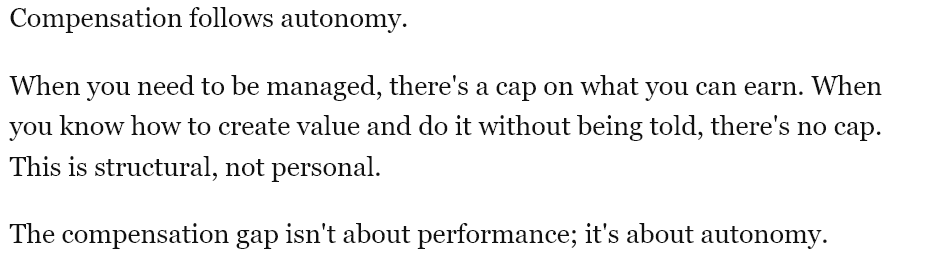 Compensation follows autonomy.
When you need to be managed, there's a cap on what you can earn. When
you know how to create value and do it without being told, there's no cap.
This is structural, not personal.
The compensation gap isn't about performance; it's about autonomy.